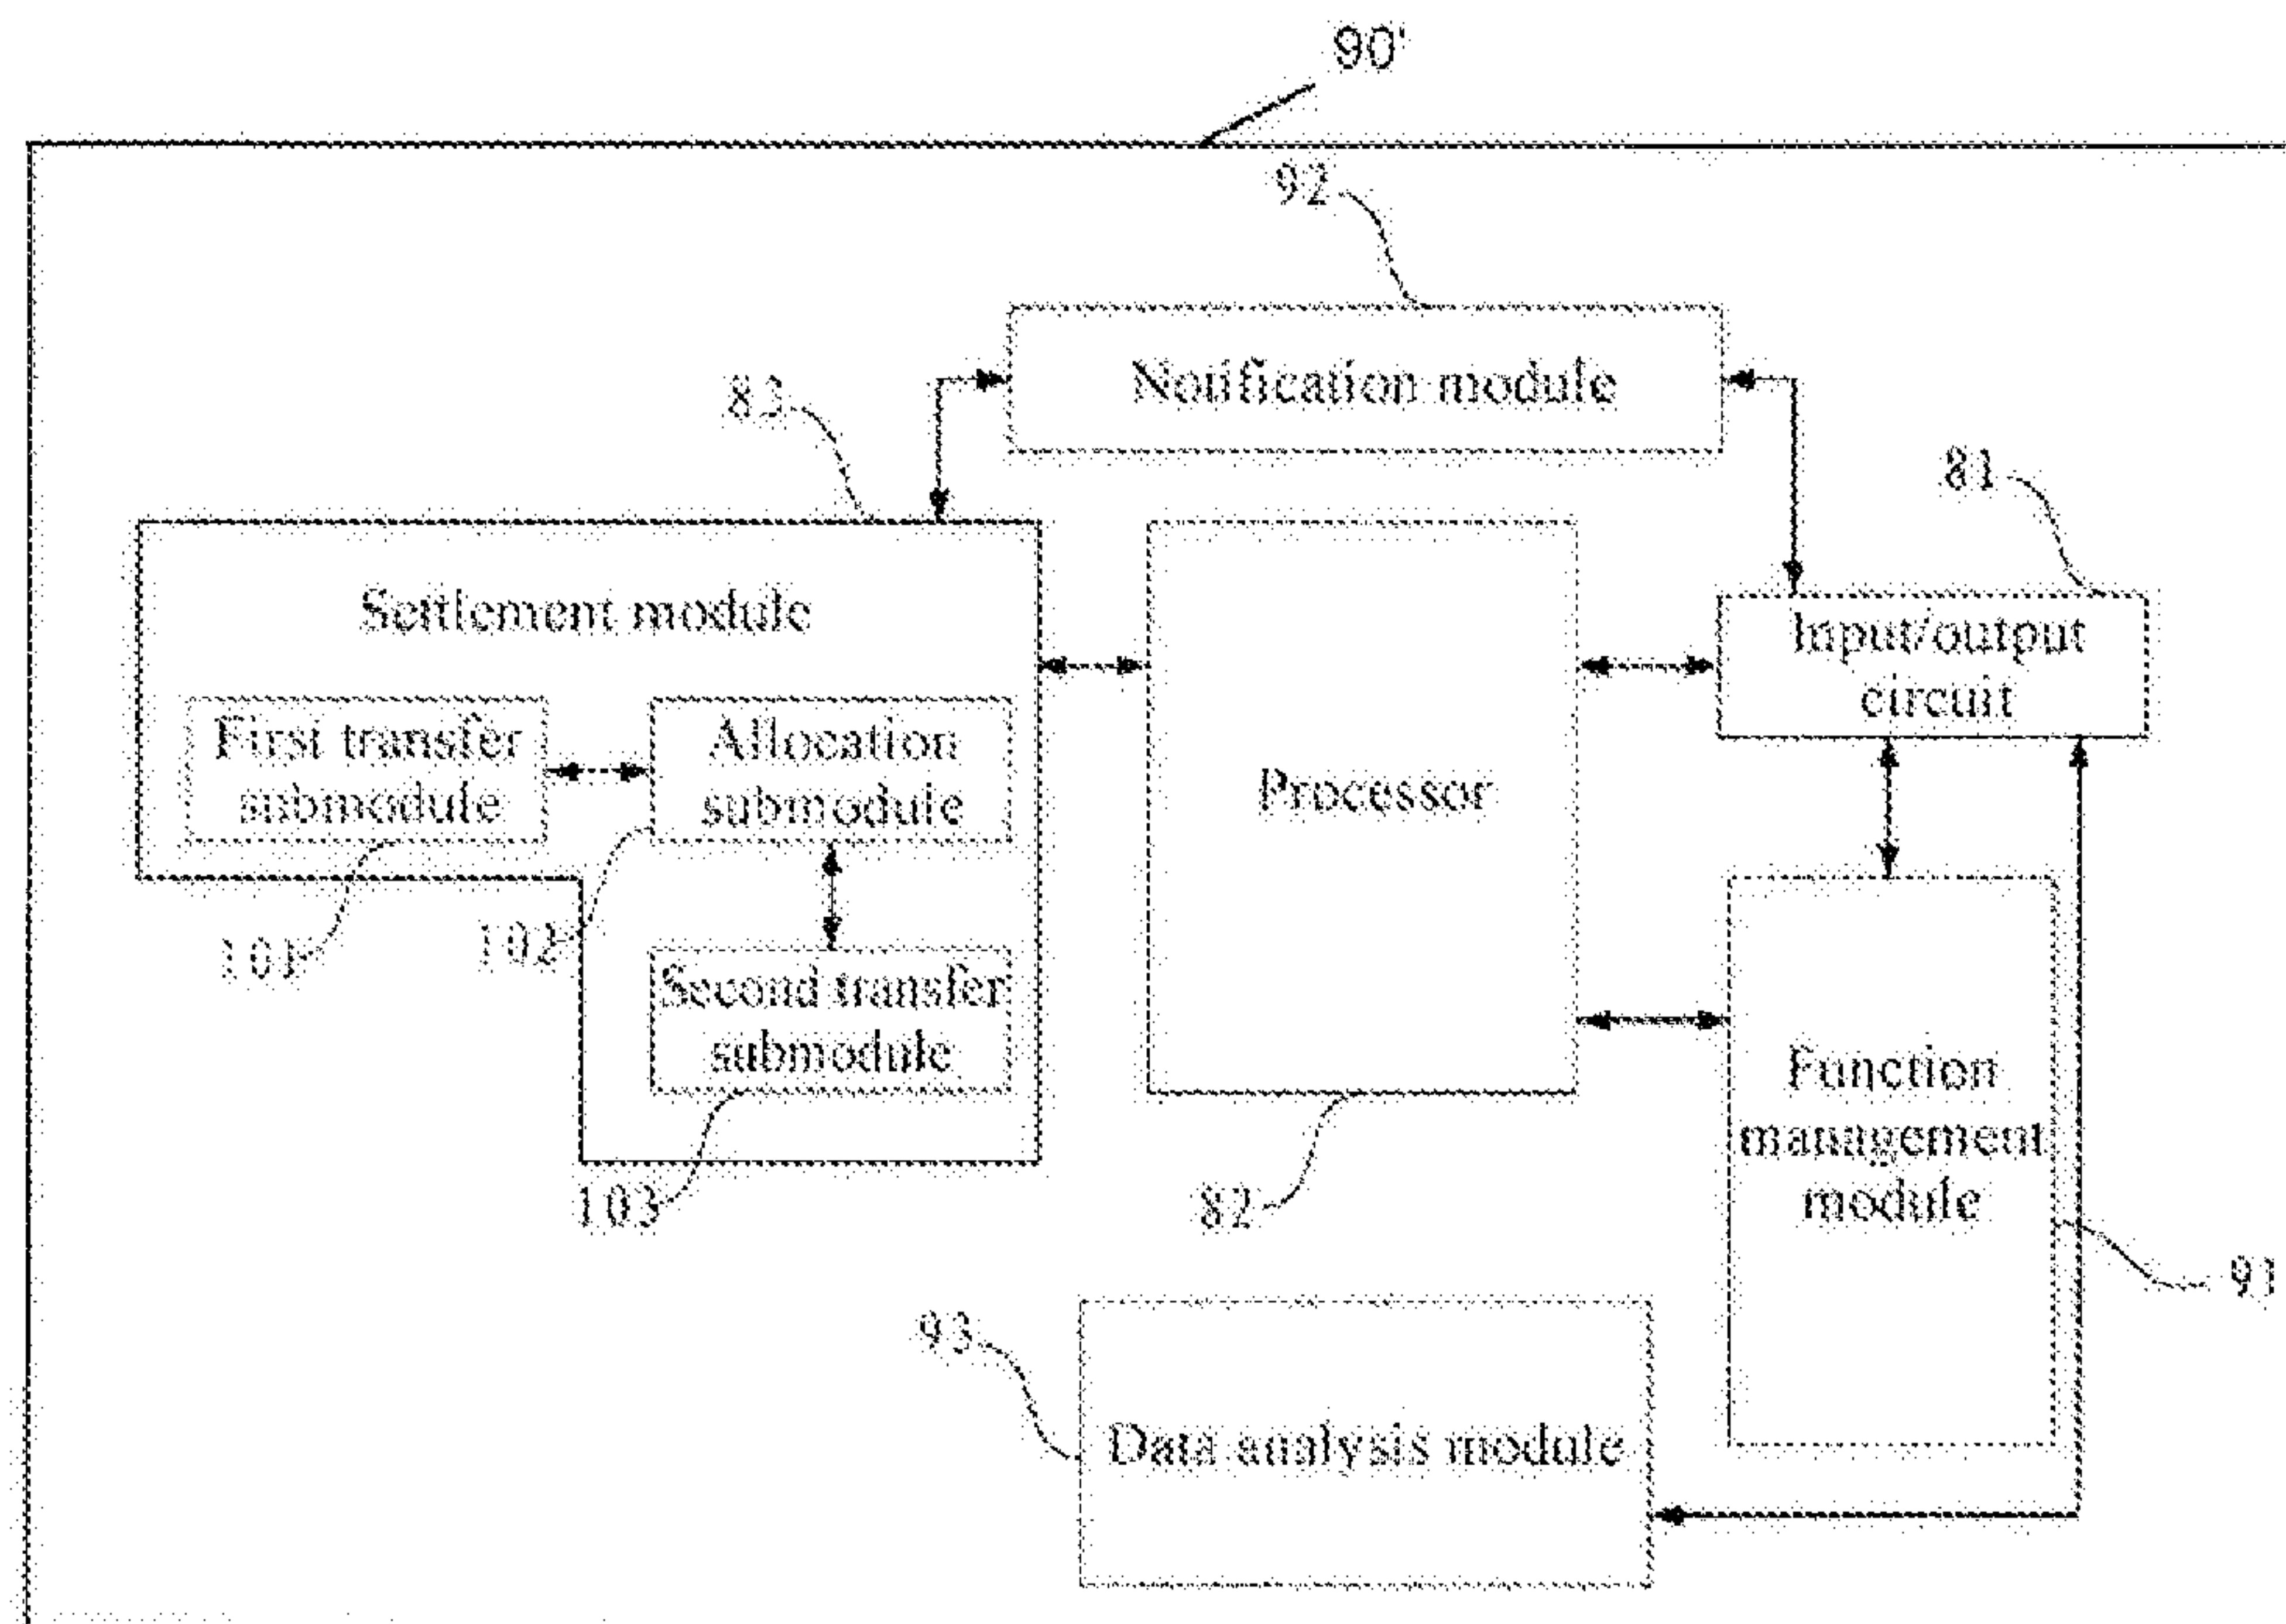 90'
92
Notification module
83
81
Settlement module
Input/output
circuit
First transfer
submodule
Allocation
submodule
Processor
101
102
Second transfer
submodule
Function
management
module
103
82
91
93
Data analysis module